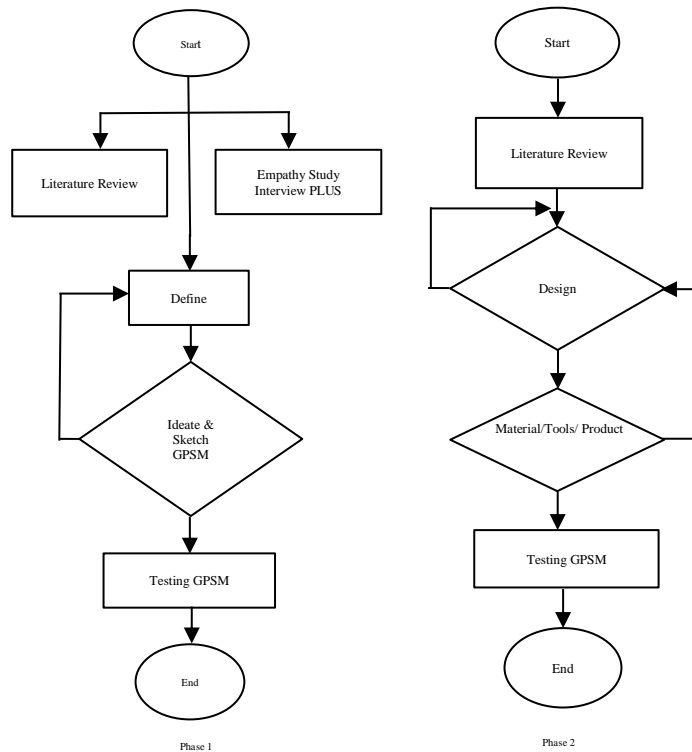 Start
Literature Review
Empathy Study
Interview PLUS
Define
Ideate &
Sketch
GPSM
Testing GPSM
End
Phase 1
Start
Literature Review
Design
Material/Tools/ Product
Testing GPSM
End
Phase 2